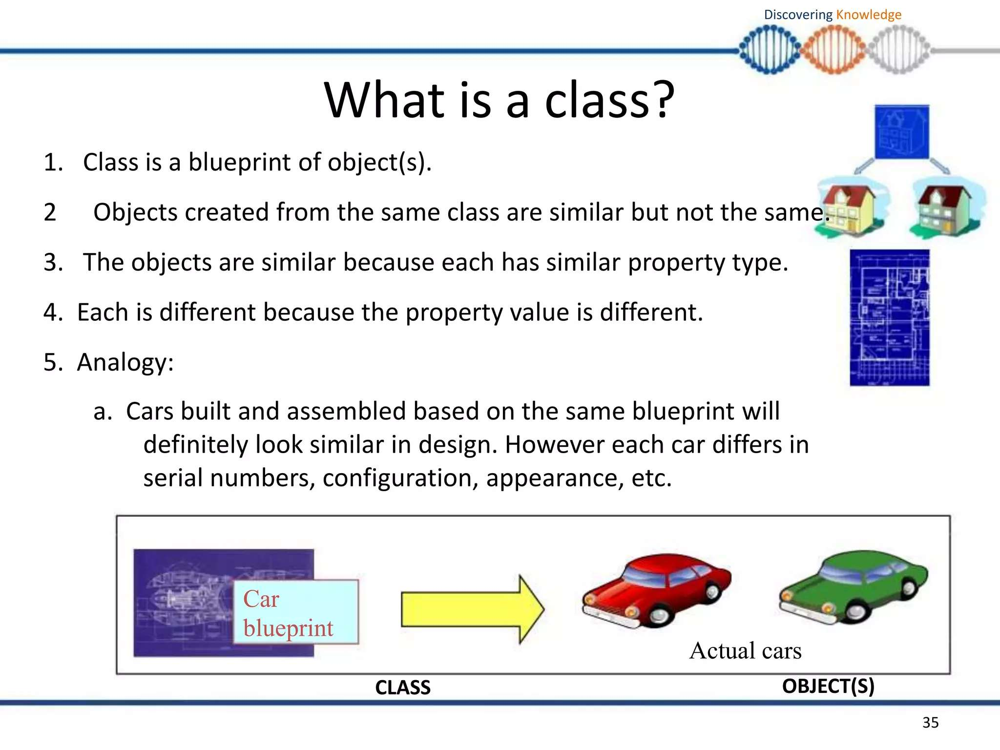 Discovering Knowledge
What is a class?
1. Class is a blueprint of object(s).
2 Objects created from the same class are similar but not the same.
3. The objects are similar because each has similar property type.
4. Each is different because the property value is different.
5. Analogy:
a. Cars built and assembled based on the same blueprint will
definitely look similar in design. However each car differs in
serial numbers, configuration, appearance, etc.
Car
blueprint
Actual cars
CLASS
OBJECT(S)
35